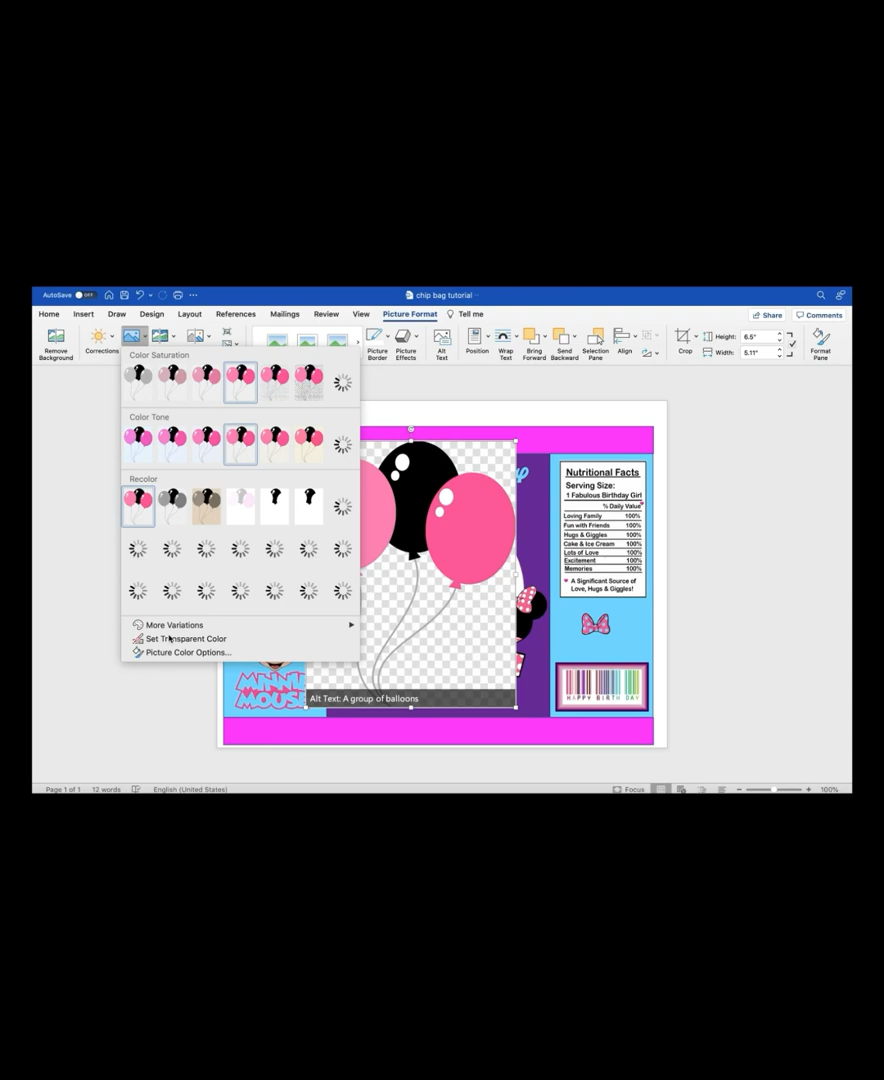 AutoSave OFF
chip bag tutorial
Home Insert Draw Design Layout References Mailings Review View Picture Format Tell me
Share Comments
Remove Background
Corrections
Picture Border
Picture Effects
Alt Text
Position
Wrap Text
Bring Forward
Send Backward
Selection Pane
Align
Crop
Height: 6.5"
Width: 5.11"
Format Pane
Color Saturation
Color Tone
Recolor
More Variations
Set Transparent Color
Picture Color Options...
Alt Text: A group of balloons
MINNIE
MOUSE
Nutritional Facts
Serving Size:
1 Fabulous Birthday Girl
% Daily Value
Loving Family 100%
Fun with Friends 100%
Hugs & Giggles 100%
Cake & Ice Cream 100%
Lots of Love 100%
Excitement 100%
Memories 100%
A Significant Source of
Love, Hugs & Giggles!
HAPPY BIRTHDAY
Page 1 of 1 12 words English (United States) Focus 100%